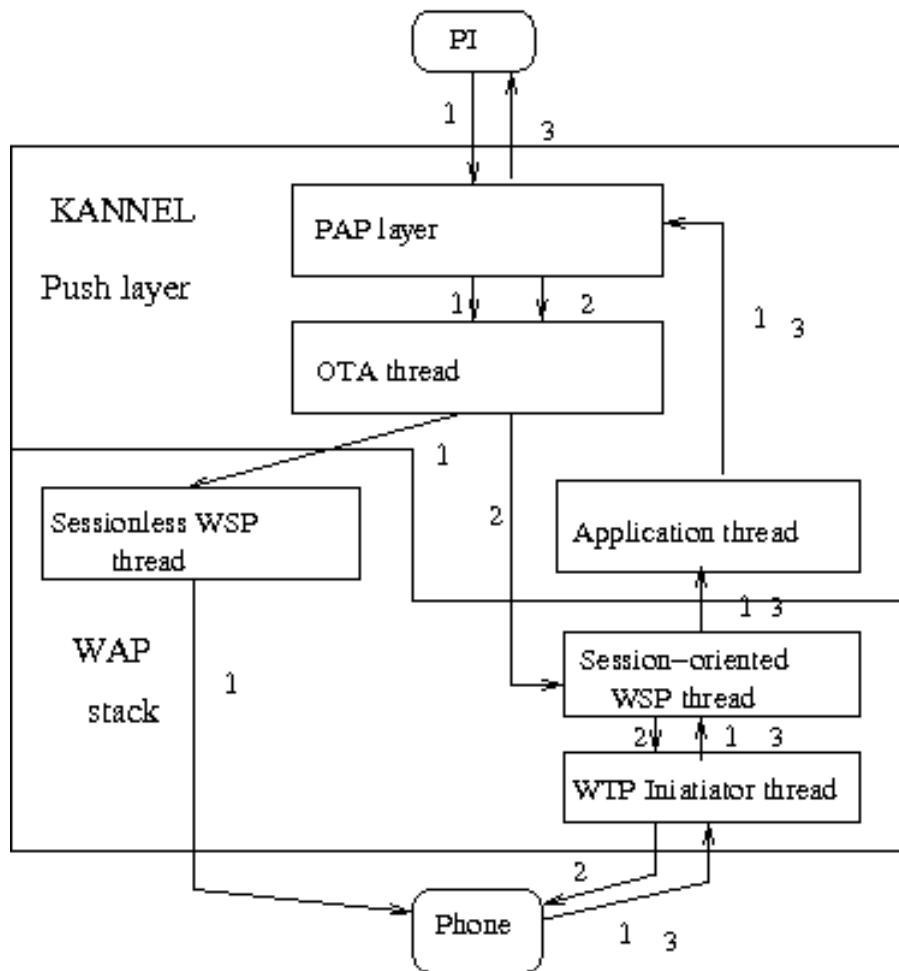 PI
1
3
KANNEL
Push layer
PAP layer
1
2
1
3
OTA thread
1
2
Sessionless WSP
thread
Application thread
1 3
WAP
stack
1
Session-oriented
WSP thread
2
1 3
WTP Iniatiator thread
2
Phone
1
3